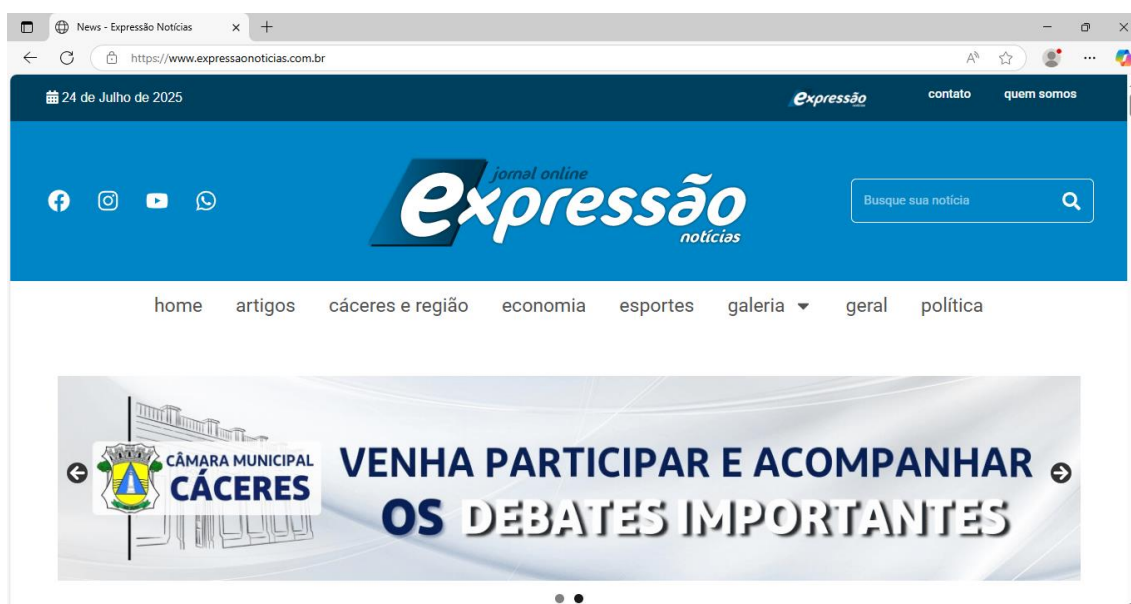 News - Expressão Notícias
https://www.expressaonoticias.com.br
24 de Julho de 2025
expressão
contato
quem somos
jornal online
expressão
notícias
Busque sua notícia
home artigos cáceres e região economia esportes galeria geral política
CÂMARA MUNICIPAL
CÁCERES
VENHA PARTICIPAR E ACOMPANHAR
OS DEBATES IMPORTANTES